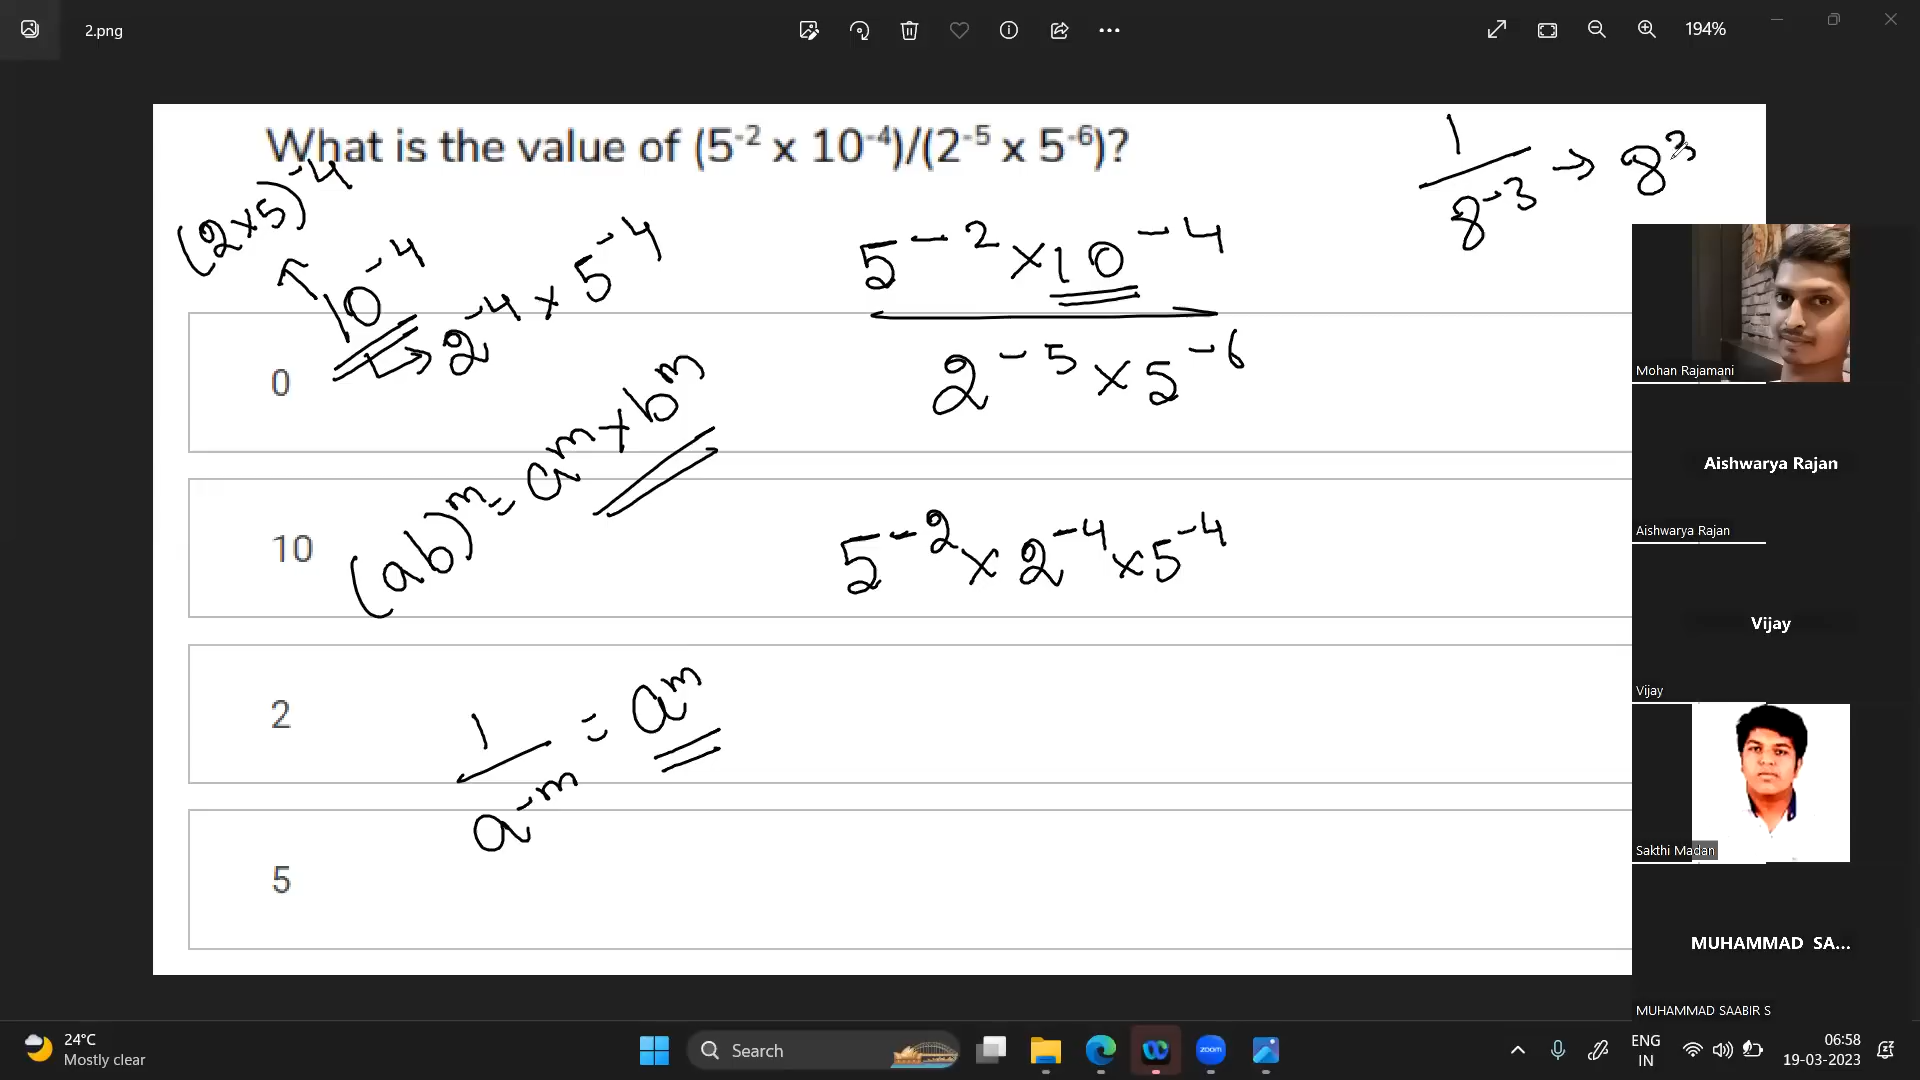 2.png
194%
What is the value of (5⁻² x 10⁻⁴)/(2⁻⁵ x 5⁻⁶)?
(2×5)⁻⁴
10⁻⁴
2⁻⁴ × 5⁻⁴
5⁻² × 10⁻⁴
2⁻⁵ × 5⁻⁶
1
8⁻³ → 8³
0
(ab)ᵐ = aᵐ × bᵐ
10
5⁻² × 2⁻⁴ × 5⁻⁴
2
1
a⁻ᵐ = aᵐ
5
Mohan Rajamani
Aishwarya Rajan
Aishwarya Rajan
Vijay
Vijay
Sakthi Madan
MUHAMMAD SA...
MUHAMMAD SAABIR S
24°C
Mostly clear
Search
zoom
ENG
IN
06:58
19-03-2023